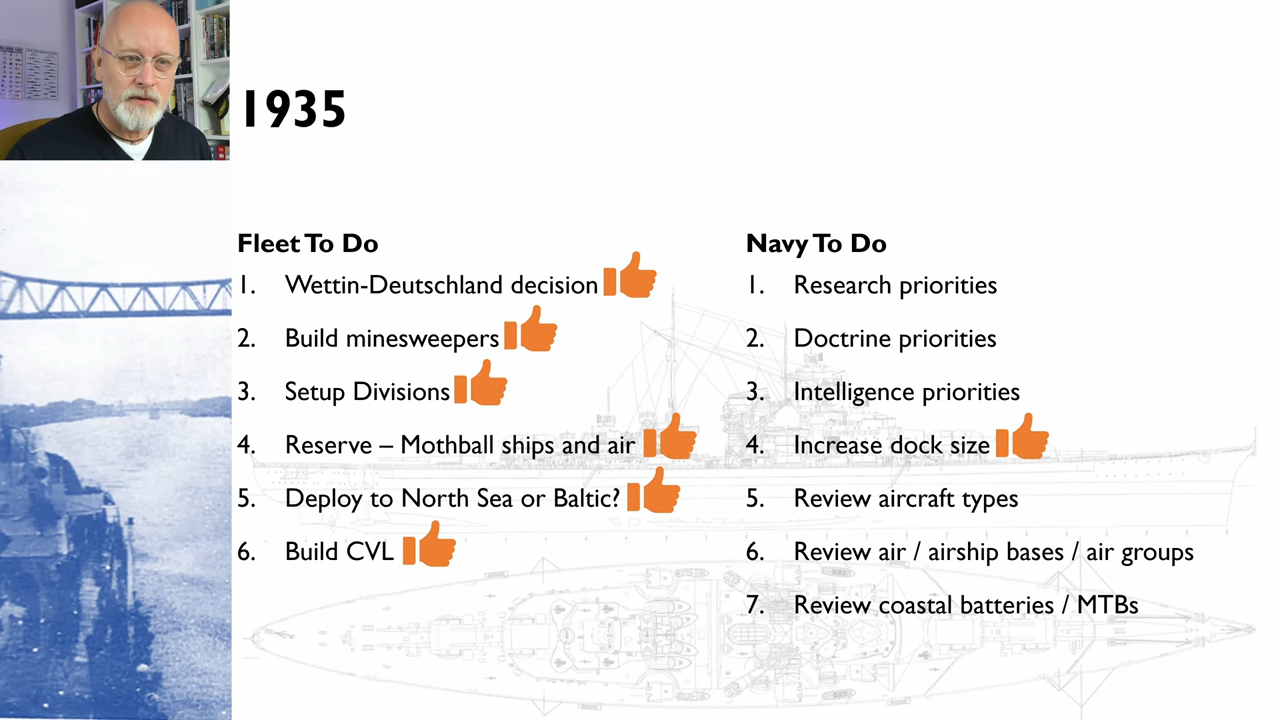 1935
Fleet To Do
1. Wettin-Deutschland decision
2. Build minesweepers
3. Setup Divisions
4. Reserve – Mothball ships and air
5. Deploy to North Sea or Baltic?
6. Build CVL
Navy To Do
1. Research priorities
2. Doctrine priorities
3. Intelligence priorities
4. Increase dock size
5. Review aircraft types
6. Review air / airship bases / air groups
7. Review coastal batteries / MTBs